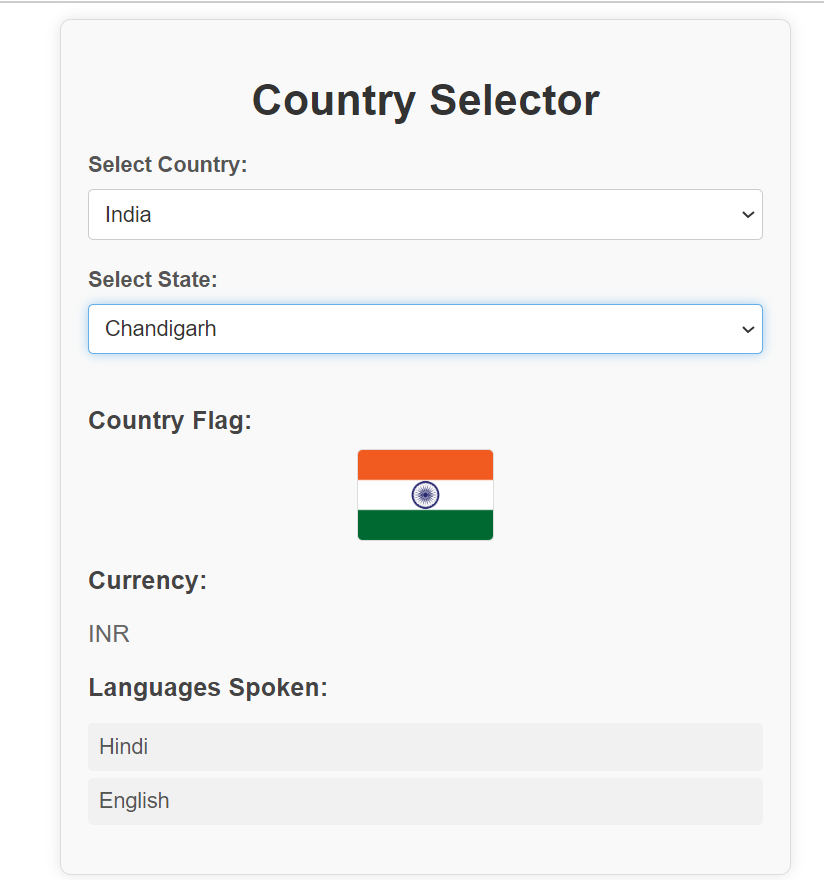 Country Selector
Select Country:
India
Select State:
Chandigarh
Country Flag:
Currency:
INR
Languages Spoken:
Hindi
English